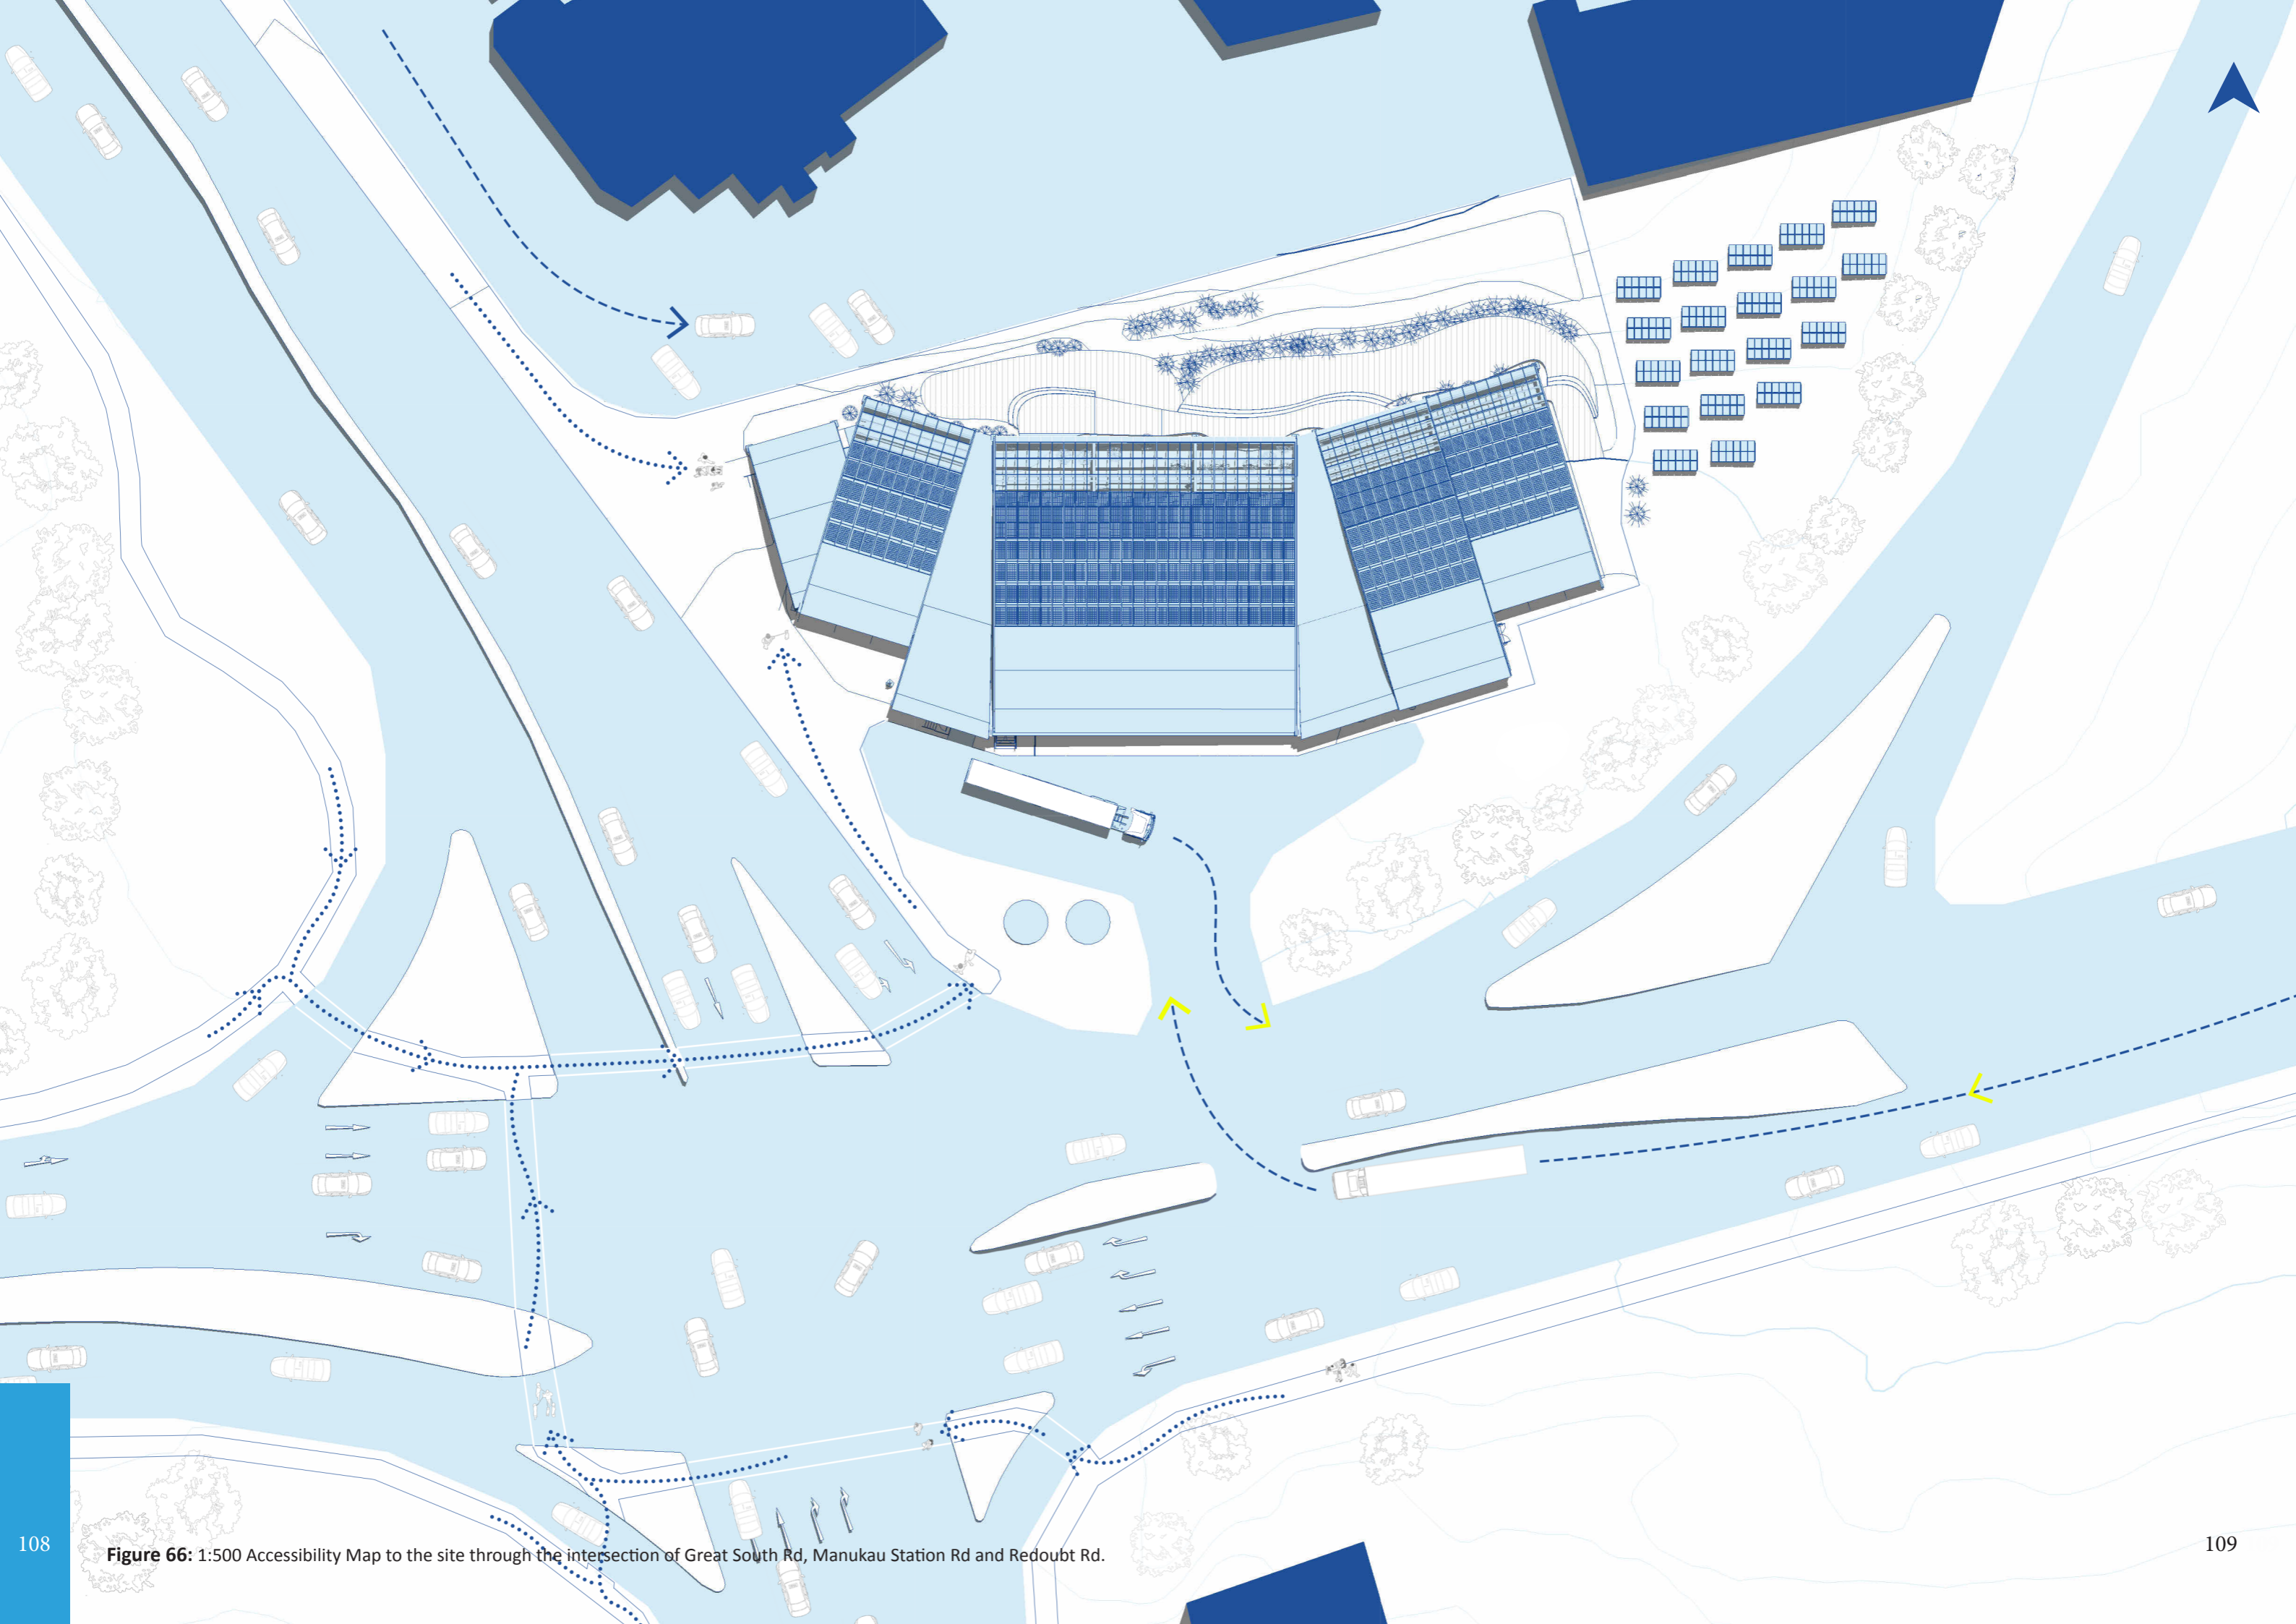 108
Figure 66: 1:500 Accessibility Map to the site through the intersection of Great South Rd, Manukau Station Rd and Redoubt Rd.
109